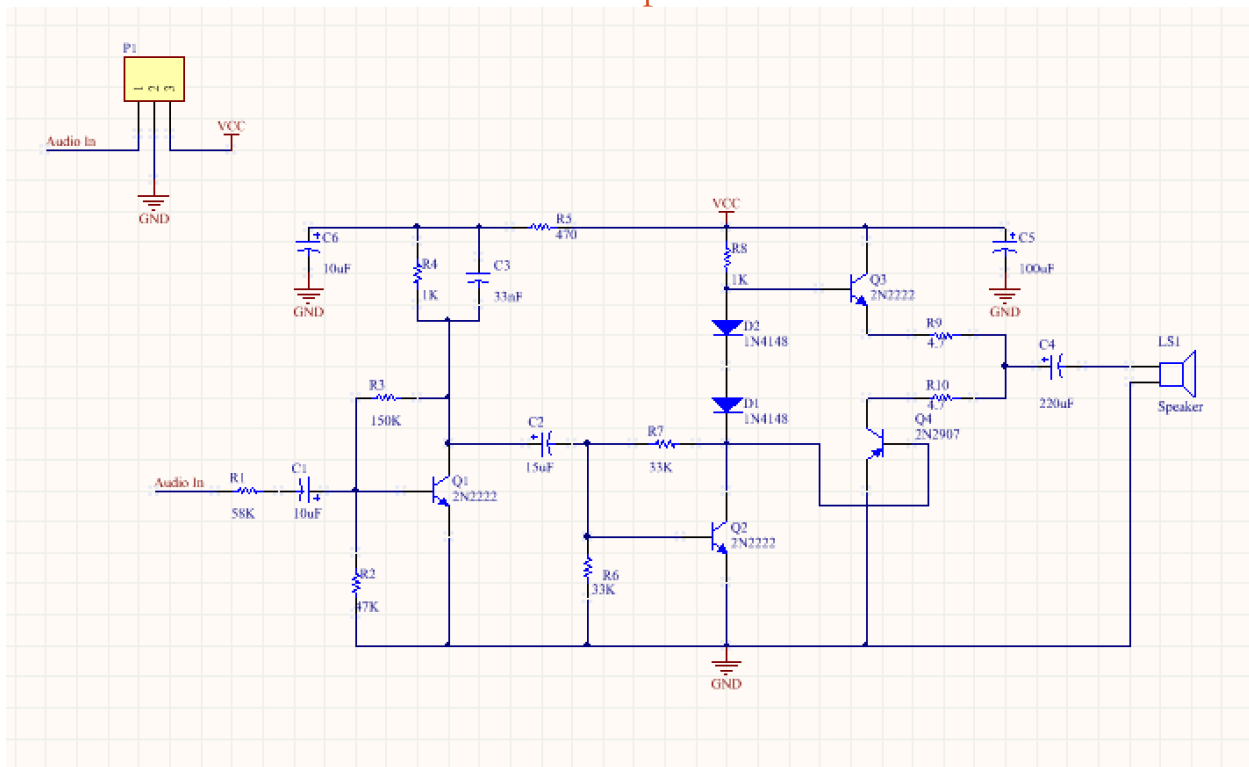 P1
1 2 3
Audio In
VCC
GND
VCC
R5
470
C6
10uF
GND
R4
1K
C3
33nF
R8
1K
Q3
2N2222
C5
100uF
GND
D2
1N4148
R9
4.7
C4
220uF
LS1
Speaker
R3
150K
D1
1N4148
R10
4.7
Q4
2N2907
C2
15uF
R7
33K
Audio In
R1
58K
C1
10uF
Q1
2N2222
Q2
2N2222
R2
47K
R6
33K
GND